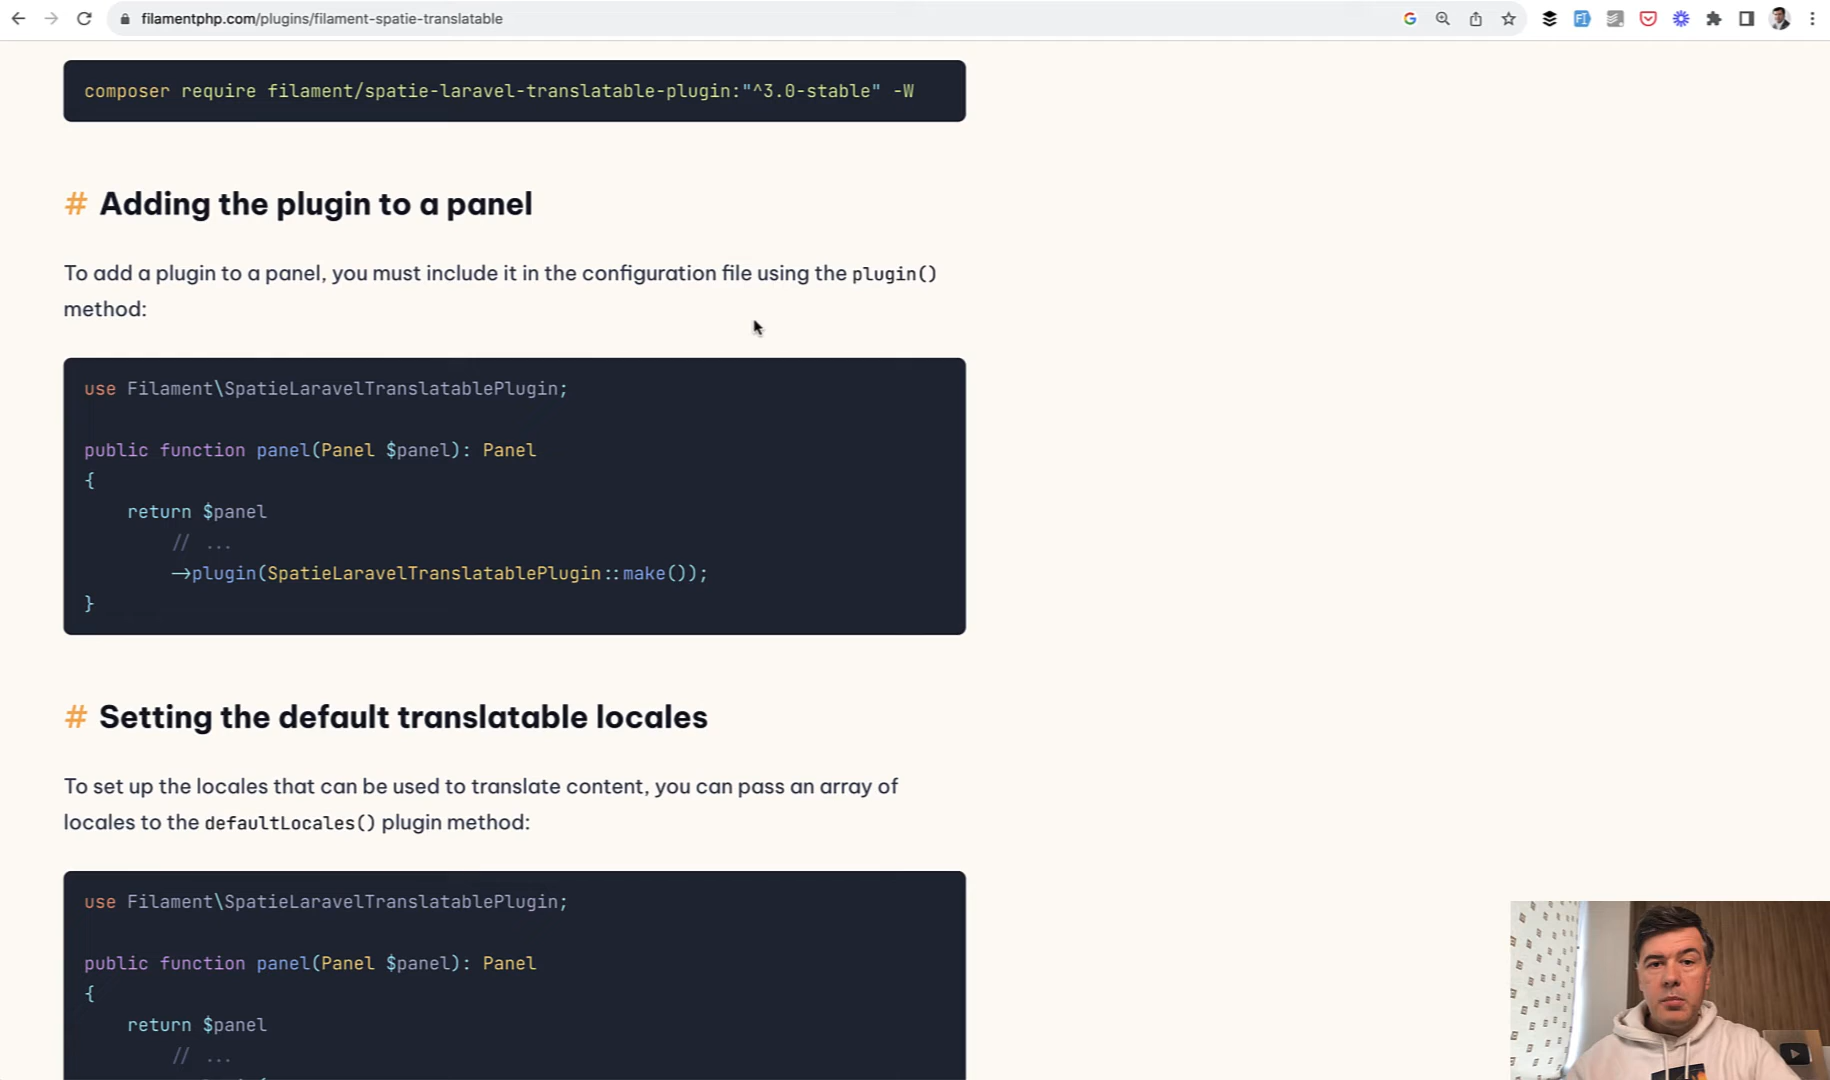 filamentphp.com/plugins/filament-spatie-translatable
composer require filament/spatie-laravel-translatable-plugin:"^3.0-stable" -W
# Adding the plugin to a panel
To add a plugin to a panel, you must include it in the configuration file using the plugin()
method:
use Filament\SpatieLaravelTranslatablePlugin;
public function panel(Panel $panel): Panel
{
return $panel
// ...
->plugin(SpatieLaravelTranslatablePlugin::make());
}
# Setting the default translatable locales
To set up the locales that can be used to translate content, you can pass an array of
locales to the defaultLocales() plugin method:
use Filament\SpatieLaravelTranslatablePlugin;
public function panel(Panel $panel): Panel
{
return $panel
// ...